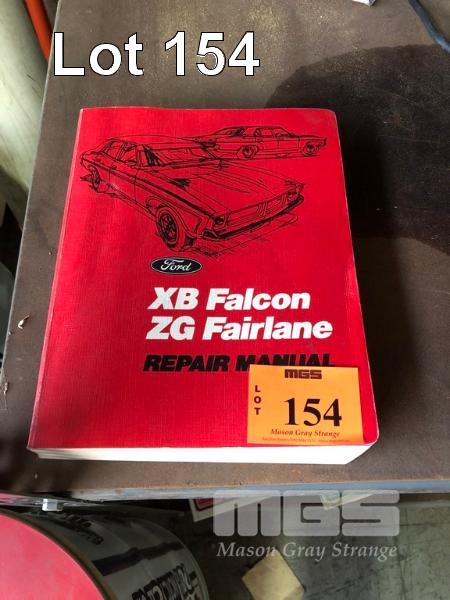 Lot 154
Ford
XB Falcon
ZG Fairlane
REPAIR MANUAL
MGS
LOT
154
Mason Gray Strange
MGS
Mason Gray Strange